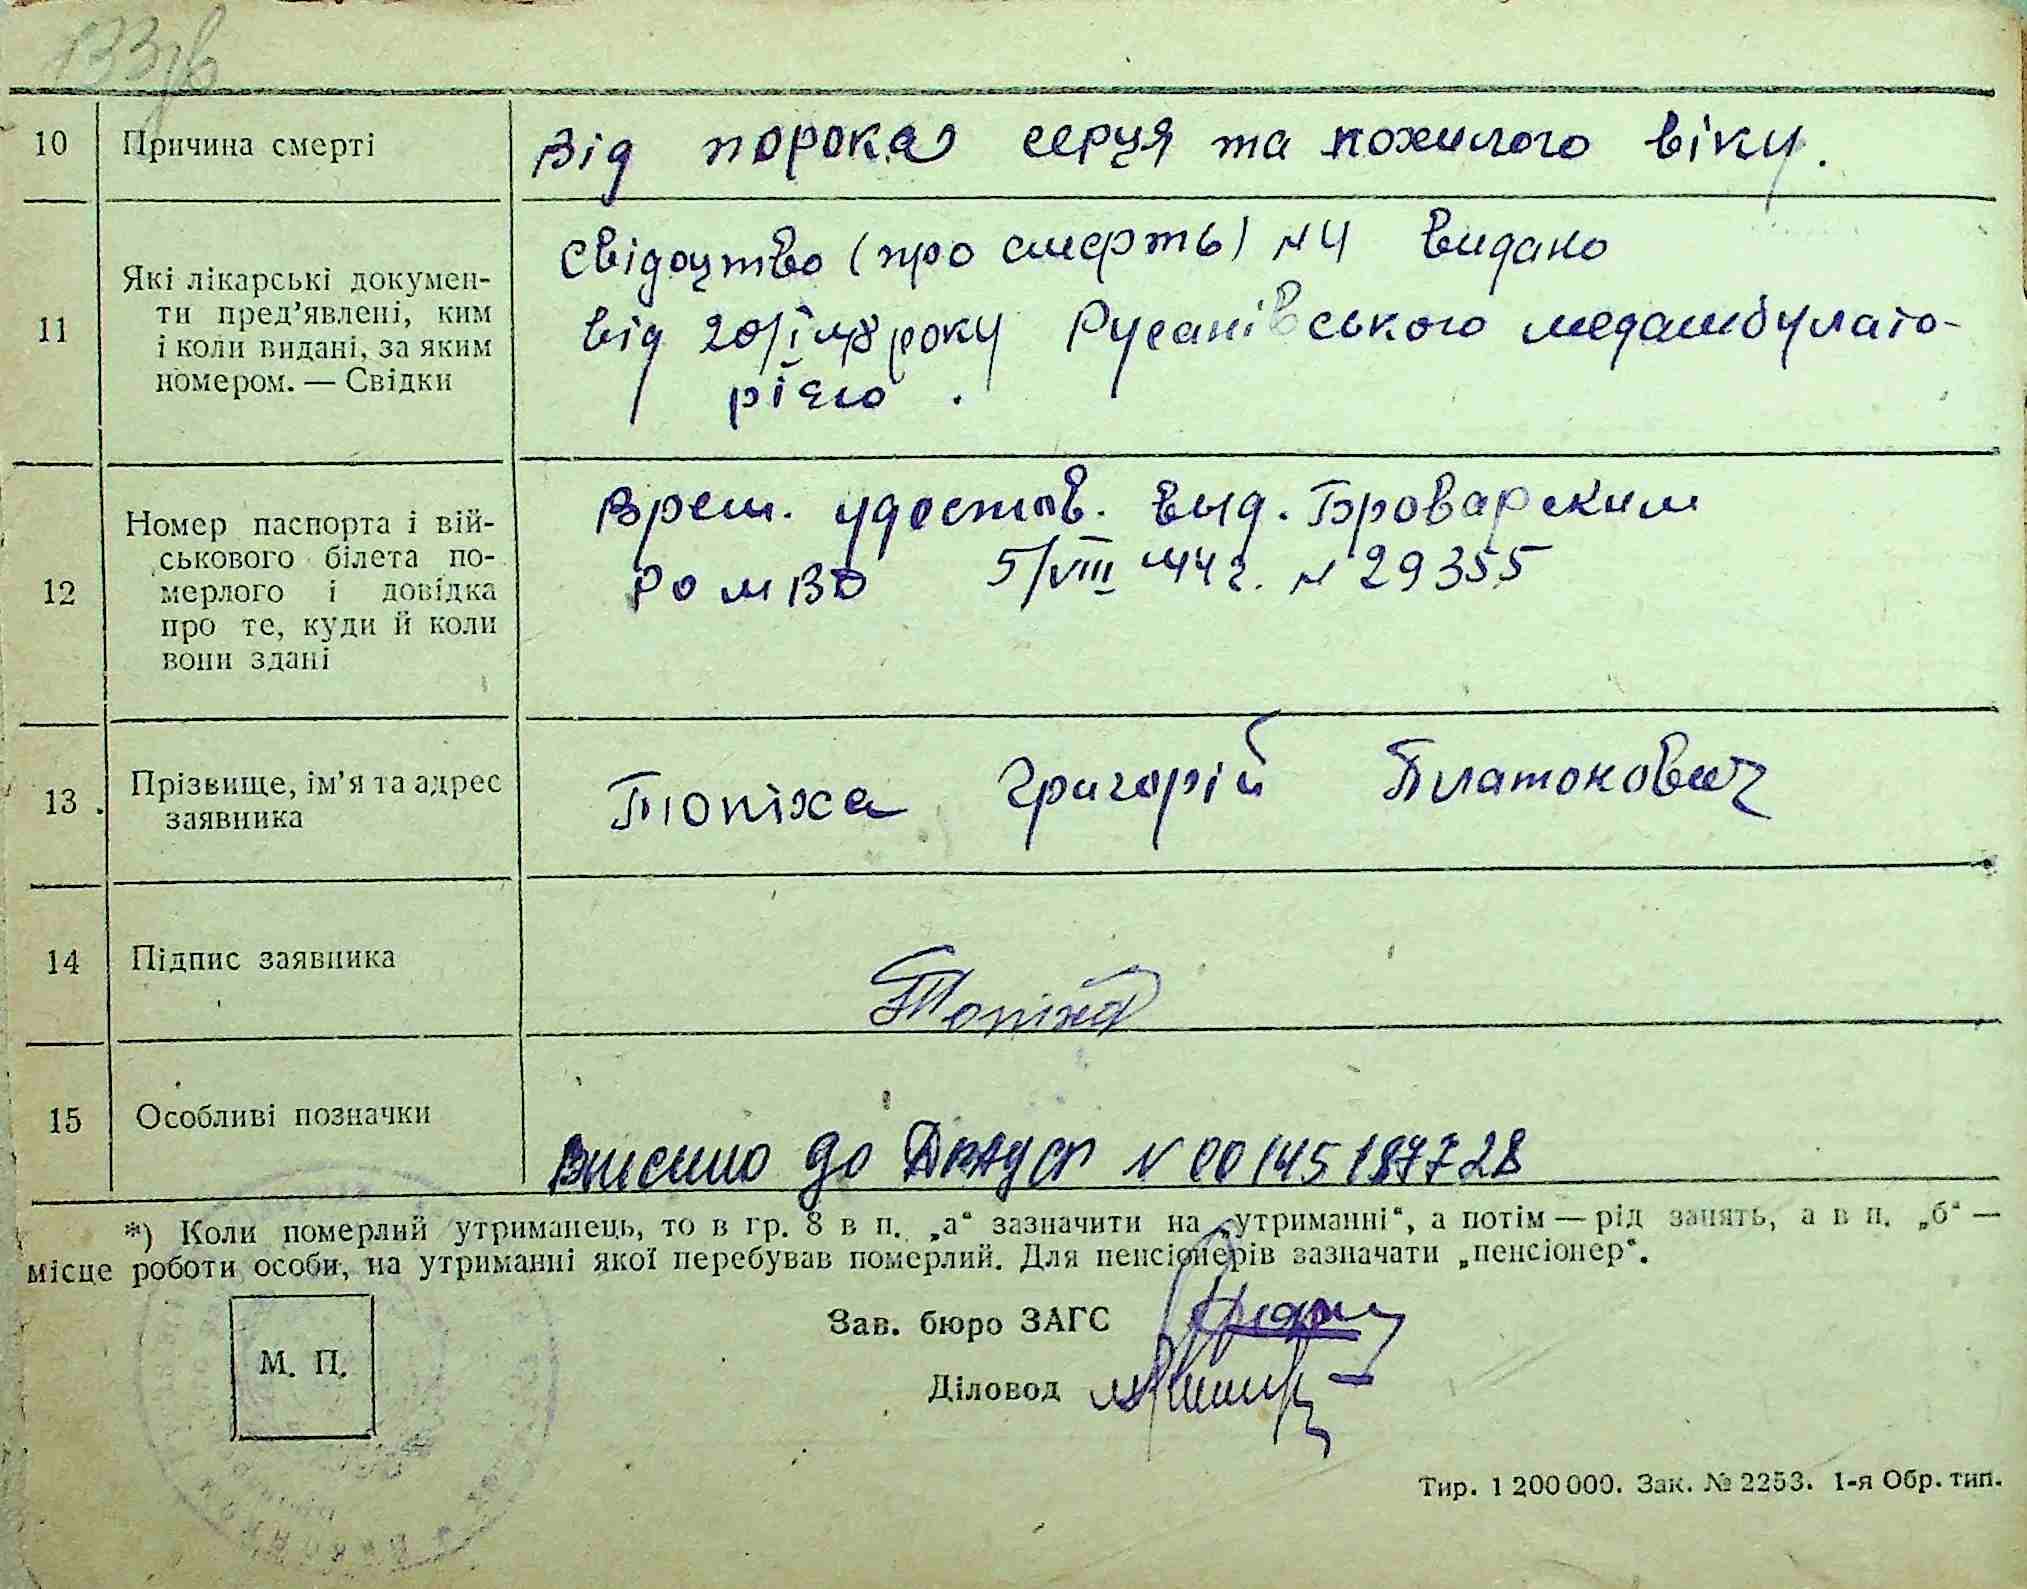 133зв
10 Причина смерті Від порока серця та похилого віку.
11 Які лікарські докумен-
ти пред’явлені, ким
і коли видані, за яким
номером. — Свідки
Свідоцтво (про смерть) №4 видано
від 20/І 48 року Русанівського медамбулато-
рією.
12 Номер паспорта і вій-
ськового білета по-
мерлого і довідка
про те, куди й коли
вони здані
Врем. удостов. выд. Броварским
РО МВД 5/VIII 44 г. № 29355
13 Прізвище, ім’я та адрес
заявника
Топіха Григорій Платонович
14 Підпис заявника Топіха
15 Особливі позначки
Внесено до ДРАЦСГ № 00145187728
*) Коли померлий утриманець, то в гр. 8 в п. „а“ зазначити на „утриманні“, а потім — рід занять, а в п. „б“ —
місце роботи особи, на утриманні якої перебував померлий. Для пенсіонерів зазначати „пенсіонер“.
М. П.
Зав. бюро ЗАГС
Діловод
Тир. 1 200 000. Зак. № 2253. 1-я Обр. тип.